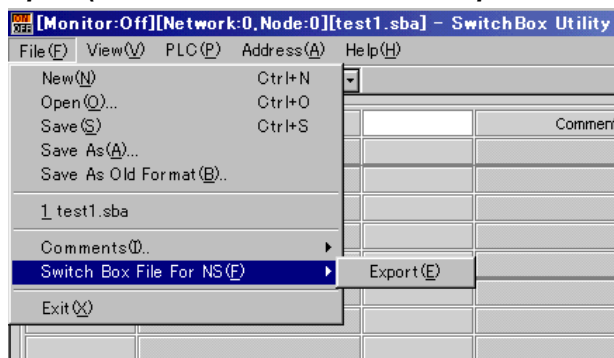 [Monitor:Off][Network:0,Node:0][test1.sba] - SwitchBox Utility
File(F) View(V) PLC(P) Address(A) Help(H)
New(N) Ctrl+N
Open(O)... Ctrl+O
Save(S) Ctrl+S
Commen
Save As(A)...
Save As Old Format(B)..
1 test1.sba
Comments(I)..
Switch Box File For NS(F)
Export(E)
Exit(X)